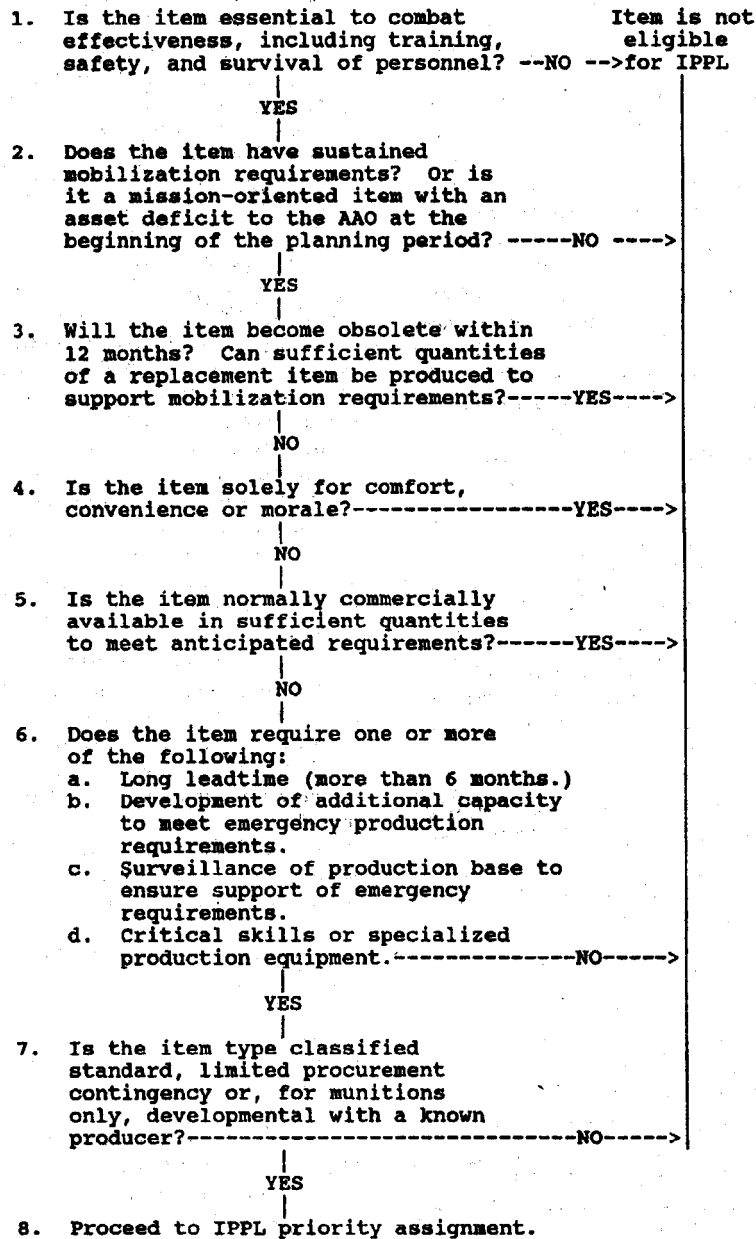 1. Is the item essential to combat Item is not
effectiveness, including training, eligible
safety, and survival of personnel? --NO -->for IPPL
YES
2. Does the item have sustained
mobilization requirements? Or is
it a mission-oriented item with an
asset deficit to the AAO at the
beginning of the planning period? -----NO ---->
YES
3. Will the item become obsolete within
12 months? Can sufficient quantities
of a replacement item be produced to
support mobilization requirements?-----YES---->
NO
4. Is the item solely for comfort,
convenience or morale?-----------------YES---->
NO
5. Is the item normally commercially
available in sufficient quantities
to meet anticipated requirements?------YES---->
NO
6. Does the item require one or more
of the following:
a. Long leadtime (more than 6 months.)
b. Development of additional capacity
to meet emergency production
requirements.
c. Surveillance of production base to
ensure support of emergency
requirements.
d. Critical skills or specialized
production equipment.--------------NO----->
YES
7. Is the item type classified
standard, limited procurement
contingency or, for munitions
only, developmental with a known
producer?------------------------------NO----->
YES
8. Proceed to IPPL priority assignment.